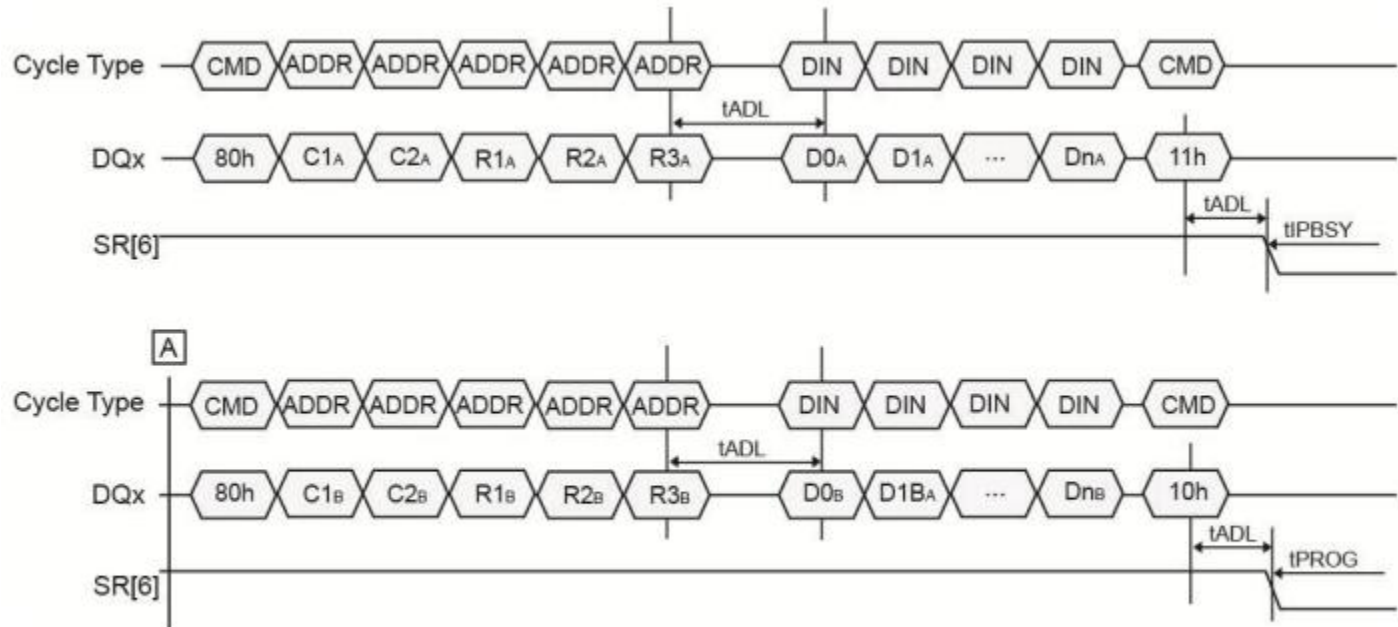 Cycle Type CMD ADDR ADDR ADDR ADDR ADDR DIN DIN DIN DIN CMD
tADL
DQx 80h C1A C2A R1A R2A R3A D0A D1A ... DnA 11h
tADL
SR[6] tIPBSY
A
Cycle Type CMD ADDR ADDR ADDR ADDR ADDR DIN DIN DIN DIN CMD
tADL
DQx 80h C1B C2B R1B R2B R3B D0B D1BA ... DnB 10h
tADL
SR[6] tPROG